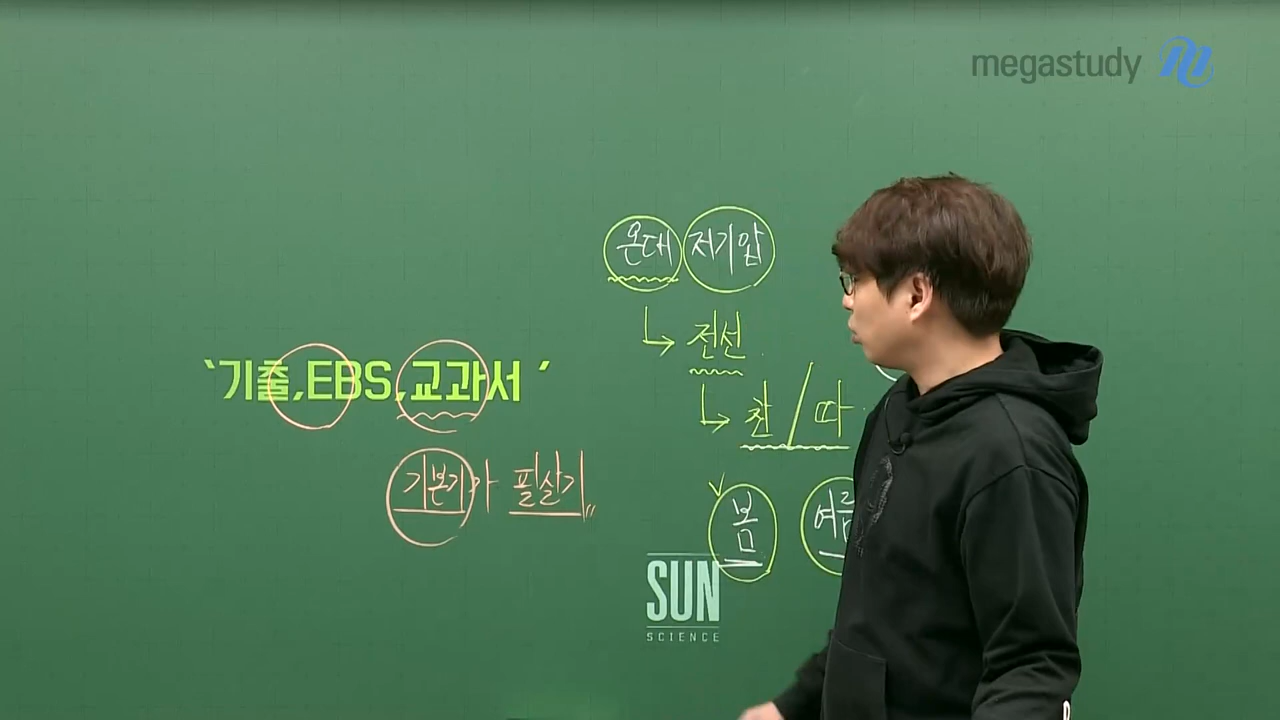 megastudy
온대 저기압
↳ 전선
`기출,EBS,교과서 ´
↳ 찬 / 따
기본기가 필살기
봄
SUN
SCIENCE